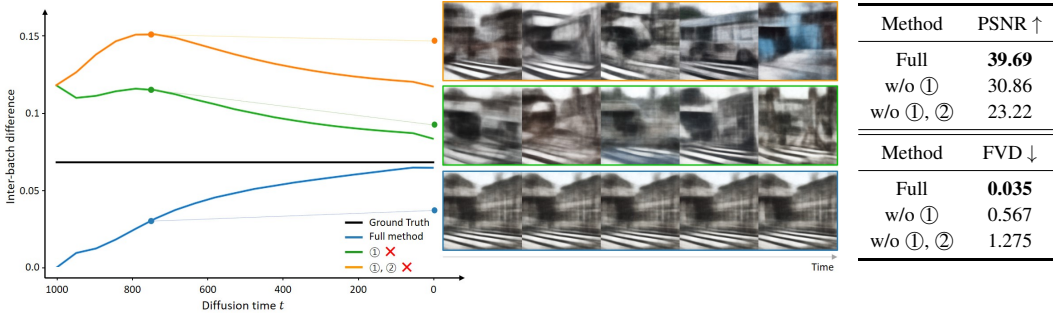 Inter-batch difference
0.15
0.1
0.05
0.0
1000
800
600
400
200
0
Diffusion time t
Ground Truth
Full method
① ✕
①, ② ✕
Time
Method PSNR ↑
Full 39.69
w/o ① 30.86
w/o ①, ② 23.22
Method FVD ↓
Full 0.035
w/o ① 0.567
w/o ①, ② 1.275